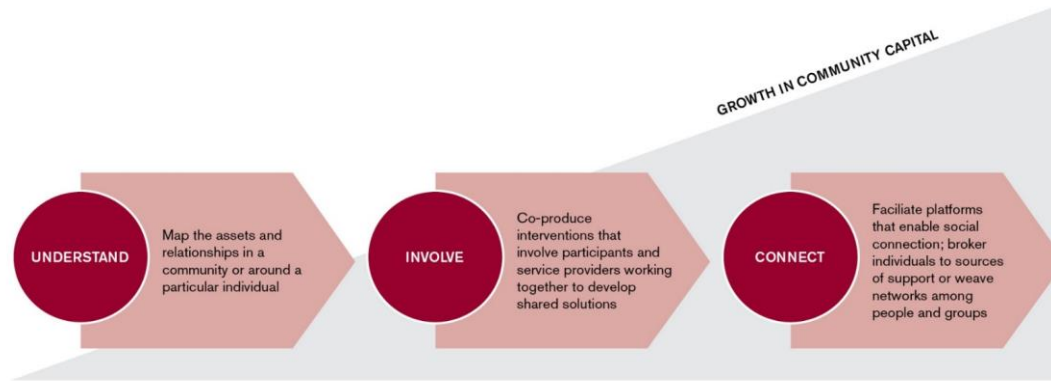 GROWTH IN COMMUNITY CAPITAL
UNDERSTAND
Map the assets and
relationships in a
community or around a
particular individual
INVOLVE
Co-produce
interventions that
involve participants and
service providers working
together to develop
shared solutions
CONNECT
Faciliate platforms
that enable social
connection; broker
individuals to sources
of support or weave
networks among
people and groups